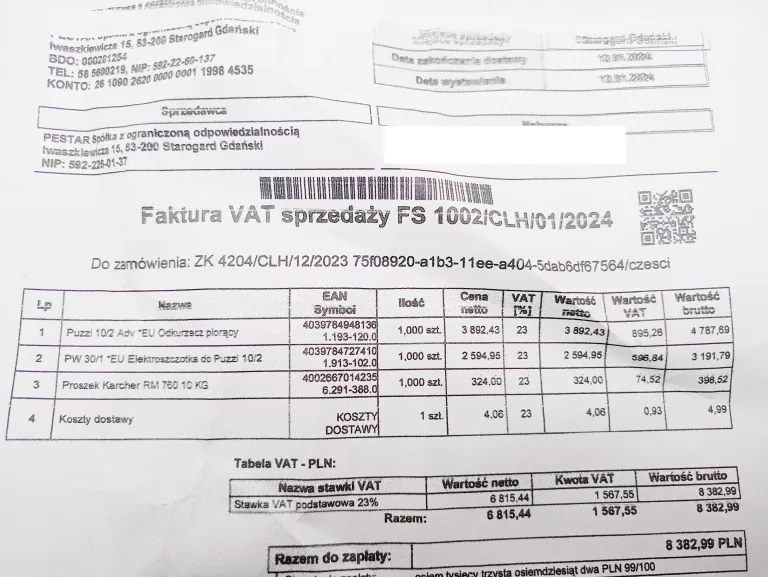 Iwaszkiewicza 15, 83-200 Starogard Gdański
BDO: 000281254
TEL: 58 5600219, NIP: 592-22-60-137
KONTO: 26 1090 2620 0000 0001 1998 4535
Miejsce sprzedaży Starogard Gdański
Data zakończenia dostawy 12.01.2024
Data wystawienia 12.01.2024
Sprzedawca
Nabywca
PESTAR Spółka z ograniczoną odpowiedzialnością
Iwaszkiewicza 15, 83-200 Starogard Gdański
NIP: 592-226-01-37
Faktura VAT sprzedaży FS 1002/CLH/01/2024
Do zamówienia: ZK 4204/CLH/12/2023 75f08920-a1b3-11ee-a404-5dab6df67564/czesci
Lp Nazwa EAN Symbol Ilość Cena netto VAT [%] Wartość netto Wartość VAT Wartość brutto
1 Puzzi 10/2 Adv *EU Odkurzacz piorący 4039784948136 1.193-120.0 1,000 szt. 3 892,43 23 3 892,43 895,26 4 787,69
2 PW 30/1 *EU Elektroszczotka do Puzzi 10/2 4039784727410 1.913-102.0 1,000 szt. 2 594,95 23 2 594,95 596,84 3 191,79
3 Proszek Karcher RM 760 10 KG 4002667014235 6.291-388.0 1,000 szt. 324,00 23 324,00 74,52 398,52
4 Koszty dostawy KOSZTY DOSTAWY 1 szt. 4,06 23 4,06 0,93 4,99
Tabela VAT - PLN:
Nazwa stawki VAT Wartość netto Kwota VAT Wartość brutto
Stawka VAT podstawowa 23% 6 815,44 1 567,55 8 382,99
Razem: 6 815,44 1 567,55 8 382,99
Razem do zapłaty: 8 382,99 PLN
osiem tysięcy trzysta osiemdziesiąt dwa PLN 99/100